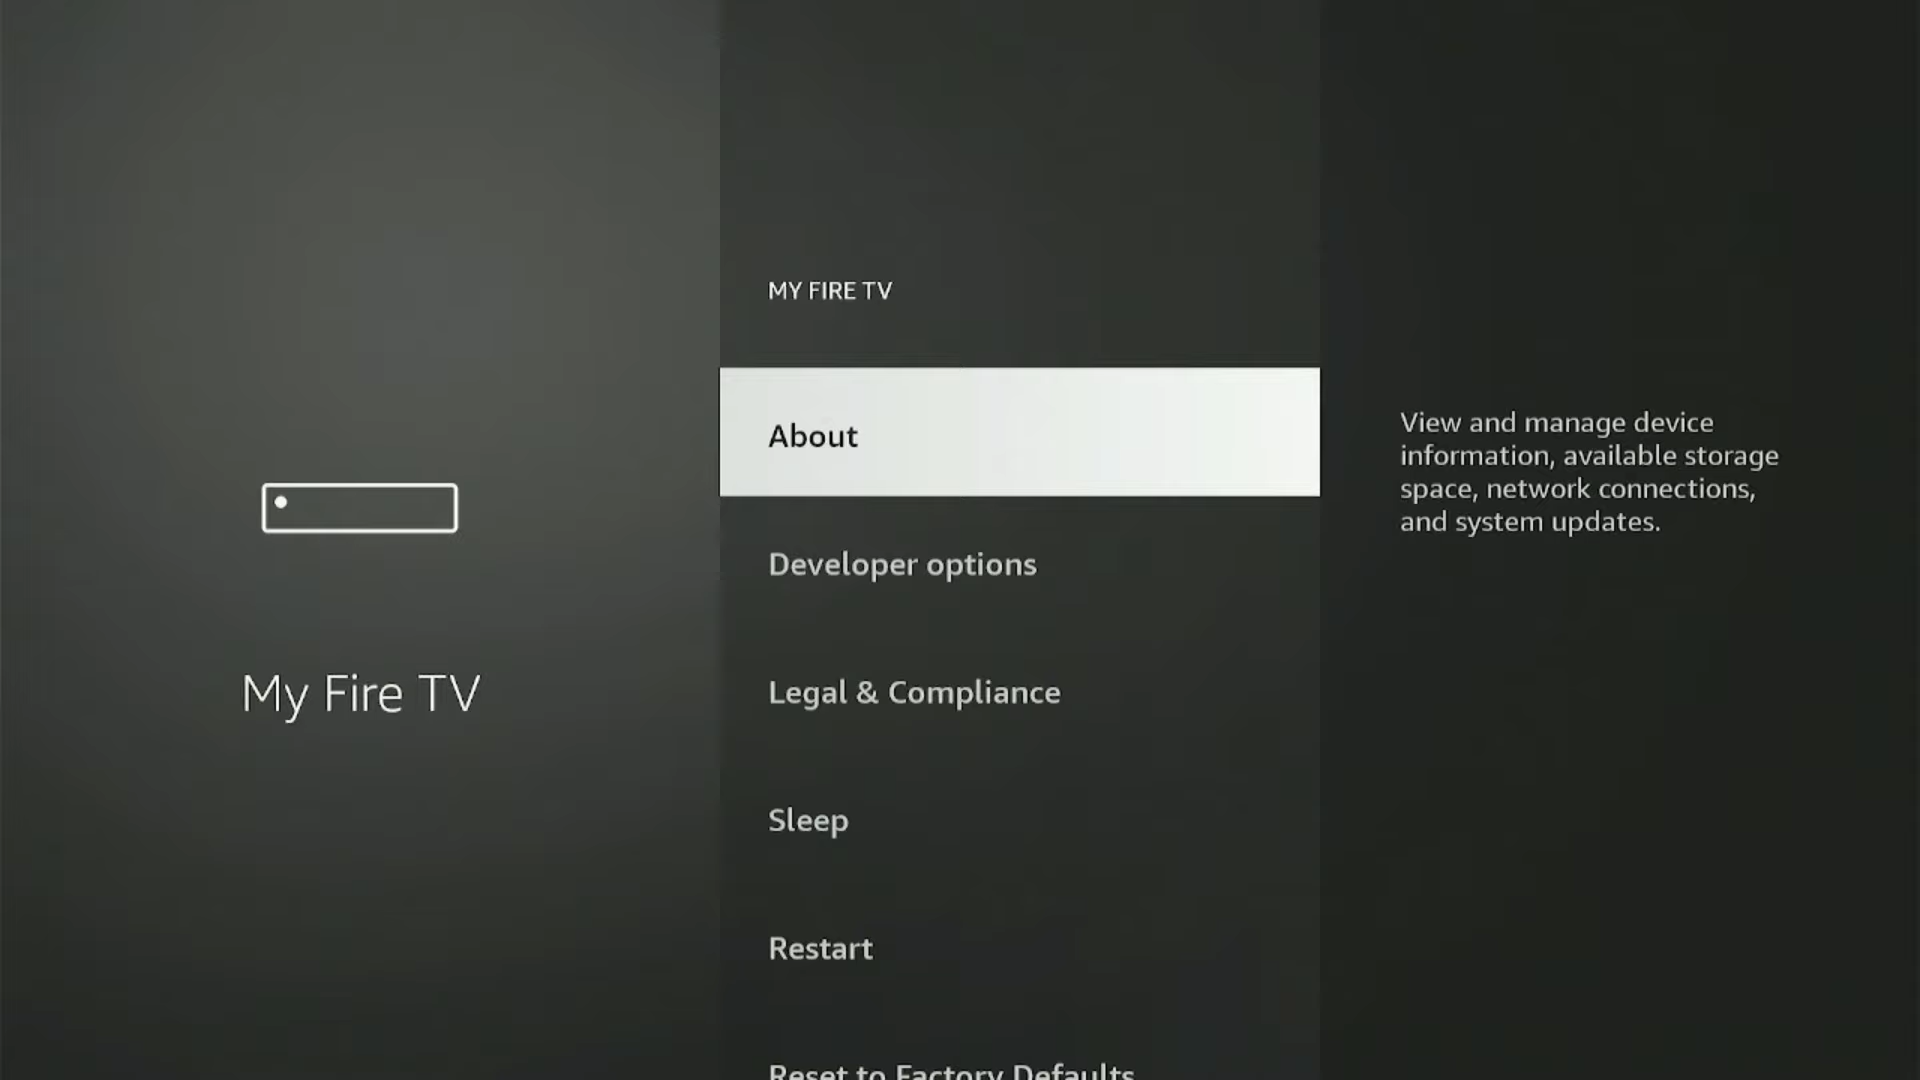 MY FIRE TV
About
View and manage device
information, available storage
space, network connections,
and system updates.
Developer options
Legal & Compliance
My Fire TV
Sleep
Restart
Reset to Factory Defaults